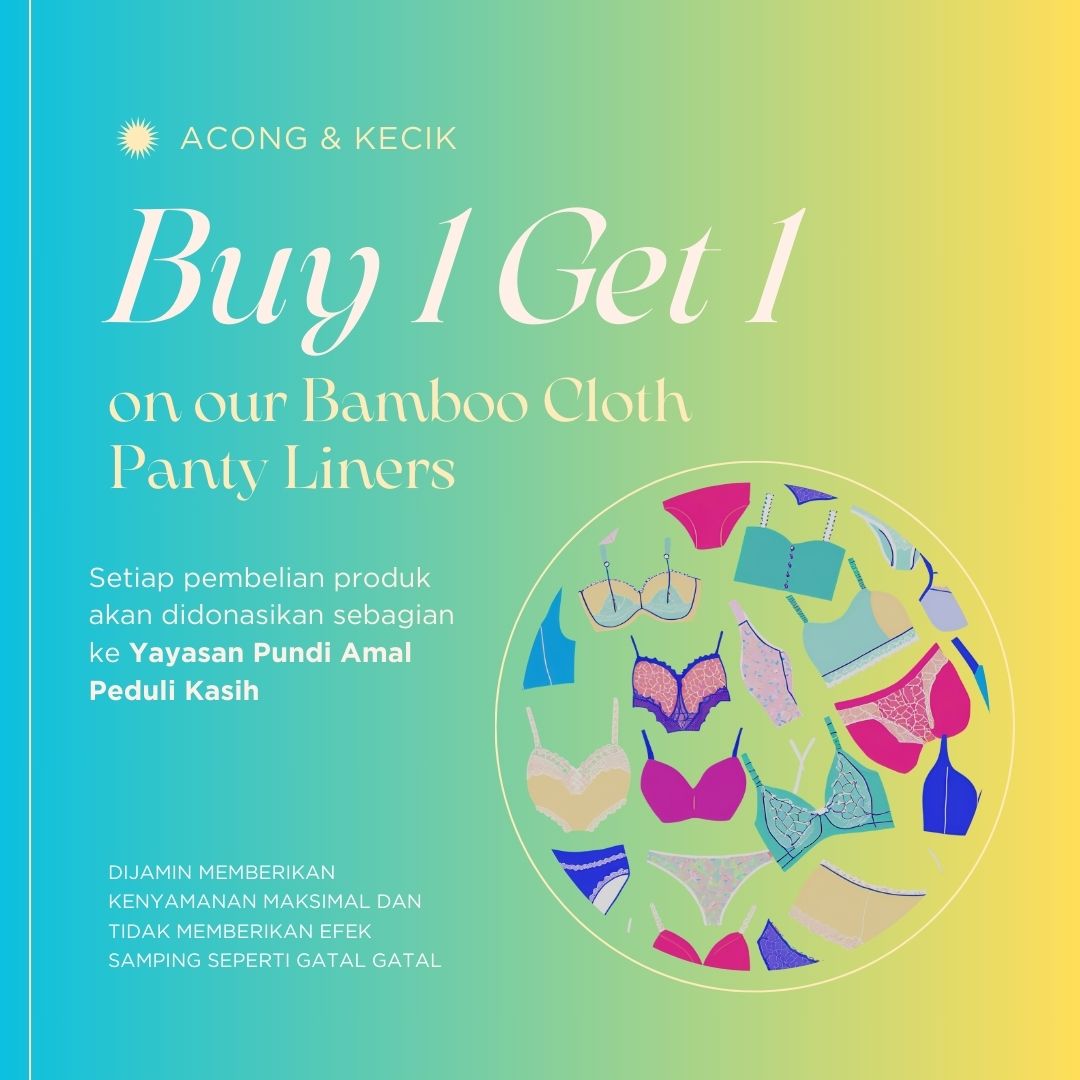 ACONG & KECIK
Buy 1 Get 1
on our Bamboo Cloth
Panty Liners
Setiap pembelian produk
akan didonasikan sebagian
ke Yayasan Pundi Amal
Peduli Kasih
DIJAMIN MEMBERIKAN
KENYAMANAN MAKSIMAL DAN
TIDAK MEMBERIKAN EFEK
SAMPING SEPERTI GATAL GATAL